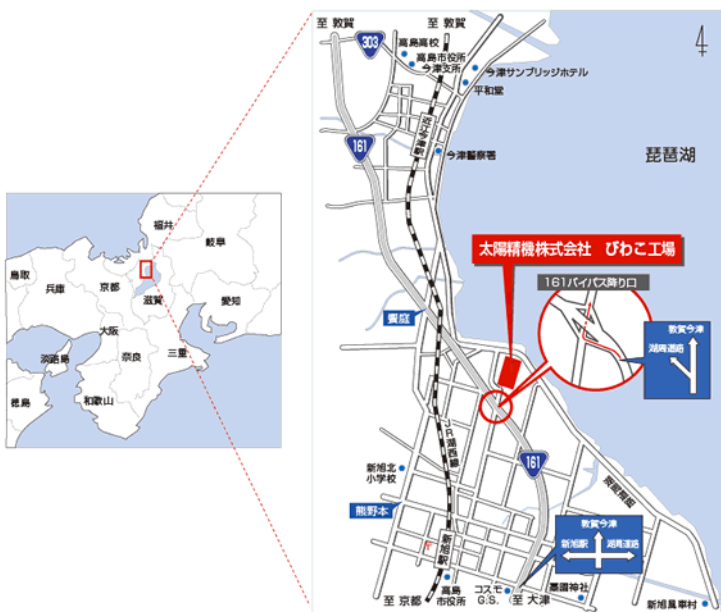 福井
岐阜
鳥取
兵庫
京都
滋賀
愛知
大阪
淡路島
奈良
三重
和歌山
徳島
至 敦賀
至 敦賀
303
高島高校
高島市役所
今津支所
今津サンブリッジホテル
平和堂
161
近江今津駅
今津警察署
琵琶湖
太陽精機株式会社 びわこ工場
161バイパス降り口
敦賀今津
湖周道路
饗庭
JR湖西線
161
新旭北
小学校
熊野本
〒
新旭駅
敦賀今津
新旭駅
湖周道路
至 京都
高島
市役所
コスモ
G.S.
至 大津
藁園神社
新旭風車村